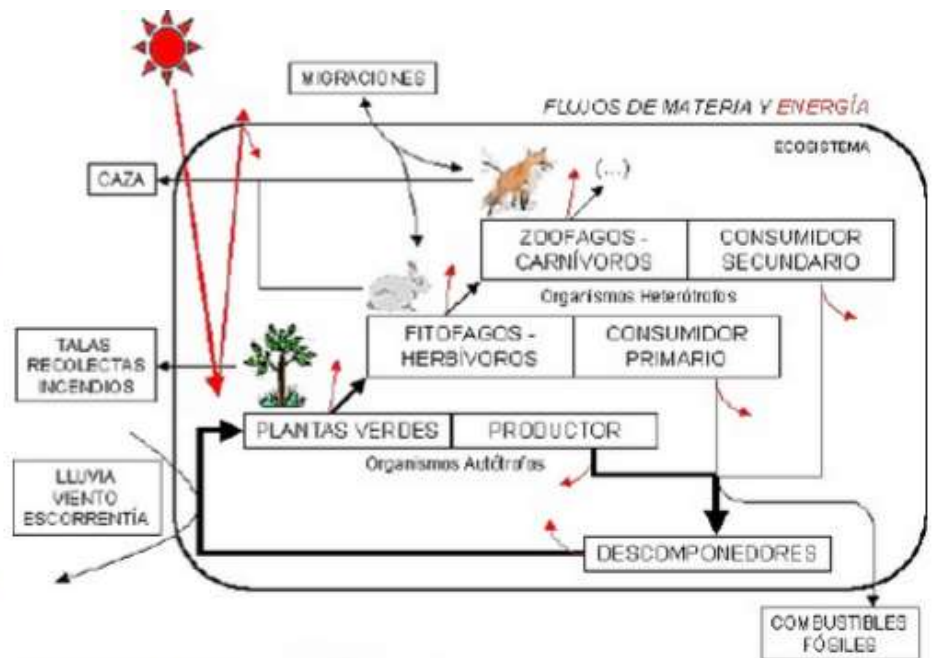 MIGRACIONES
FLUJOS DE MATERIA Y ENERGÍA
ECOSISTEMA
CAZA
(...)
ZOOFAGOS -
CARNÍVOROS
CONSUMIDOR
SECUNDARIO
Organismos Heterótrofos
TALAS
RECOLECTAS
INCENDIOS
FITOFAGOS -
HERBÍVOROS
CONSUMIDOR
PRIMARIO
PLANTAS VERDES
PRODUCTOR
Organismos Autótrofos
LLUVIA
VIENTO
ESCORRENTÍA
DESCOMPONEDORES
COMBUSTIBLES
FÓSILES